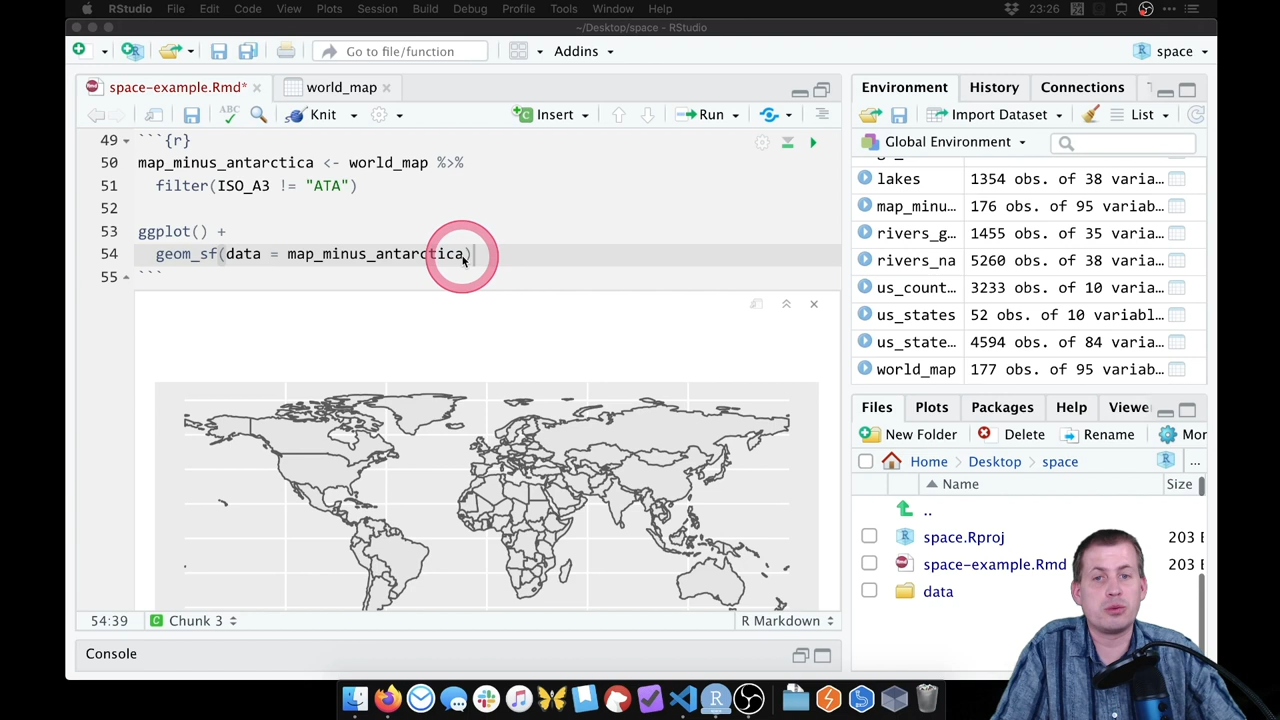 RStudio File Edit Code View Plots Session Build Debug Profile Tools Window Help 23:26
~/Desktop/space - RStudio
Go to file/function Addins space
space-example.Rmd* world_map
Knit Insert Run
49 ```{r}
50 map_minus_antarctica <- world_map %>%
51 filter(ISO_A3 != "ATA")
52
53 ggplot() +
54 geom_sf(data = map_minus_antarctica)
55 ```
54:39 Chunk 3 R Markdown
Console
Environment History Connections
Import Dataset List
Global Environment
lakes 1354 obs. of 38 varia…
map_minu… 176 obs. of 95 variab…
rivers_g… 1455 obs. of 35 varia…
rivers_na 5260 obs. of 38 varia…
us_count… 3233 obs. of 10 varia…
us_states 52 obs. of 10 variabl…
us_state… 4594 obs. of 84 varia…
world_map 177 obs. of 95 variab…
Files Plots Packages Help Viewe
New Folder Delete Rename Mor
Home Desktop space ...
Name Size
..
space.Rproj 203
space-example.Rmd 203
data